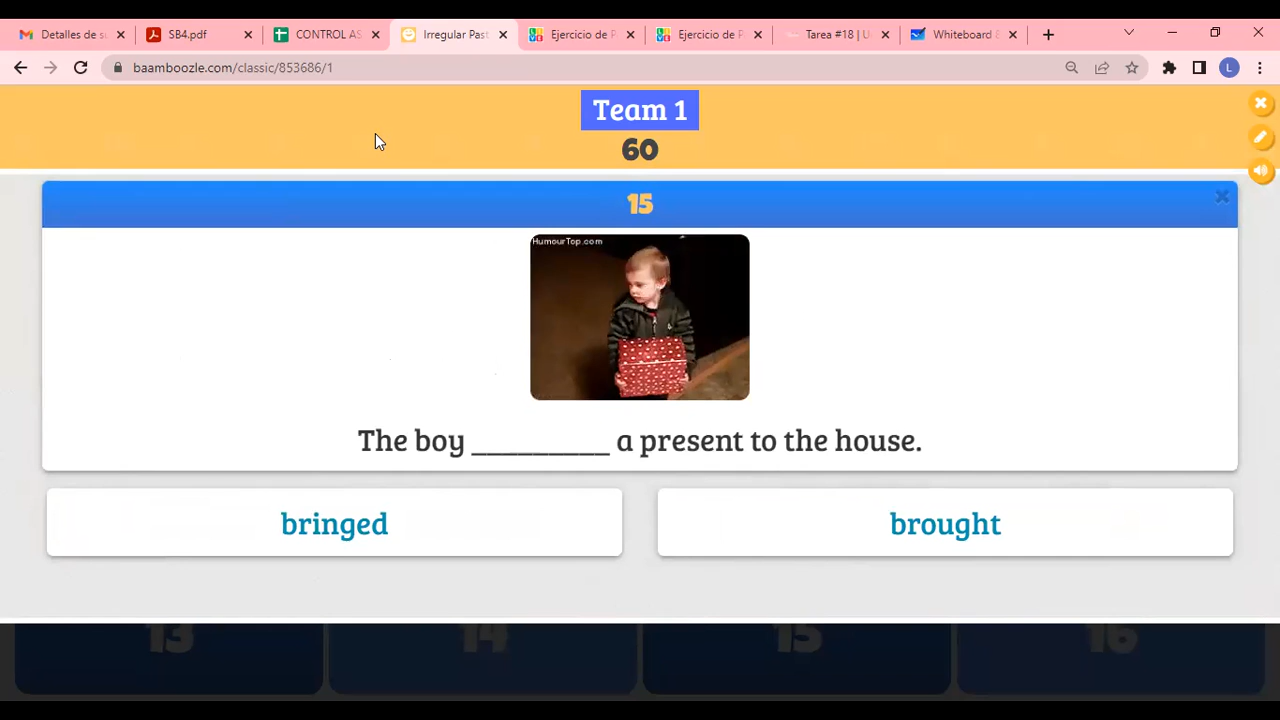 Detalles de su
SB4.pdf
CONTROL AS
Irregular Past
Ejercicio de P
Ejercicio de P
Tarea #18 | U
Whiteboard
baamboozle.com/classic/853686/1
L
Team 1
60
15
HumourTop.com
The boy _________ a present to the house.
bringed
brought
13
14
15
16